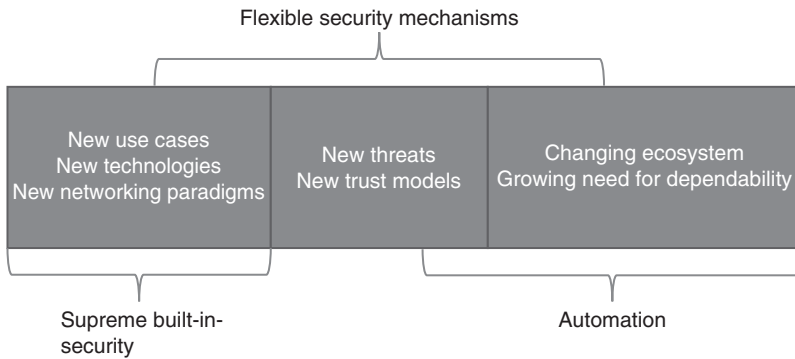 Flexible security mechanisms
New use cases
New technologies
New networking paradigms
New threats
New trust models
Changing ecosystem
Growing need for dependability
Supreme built-in-
security
Automation